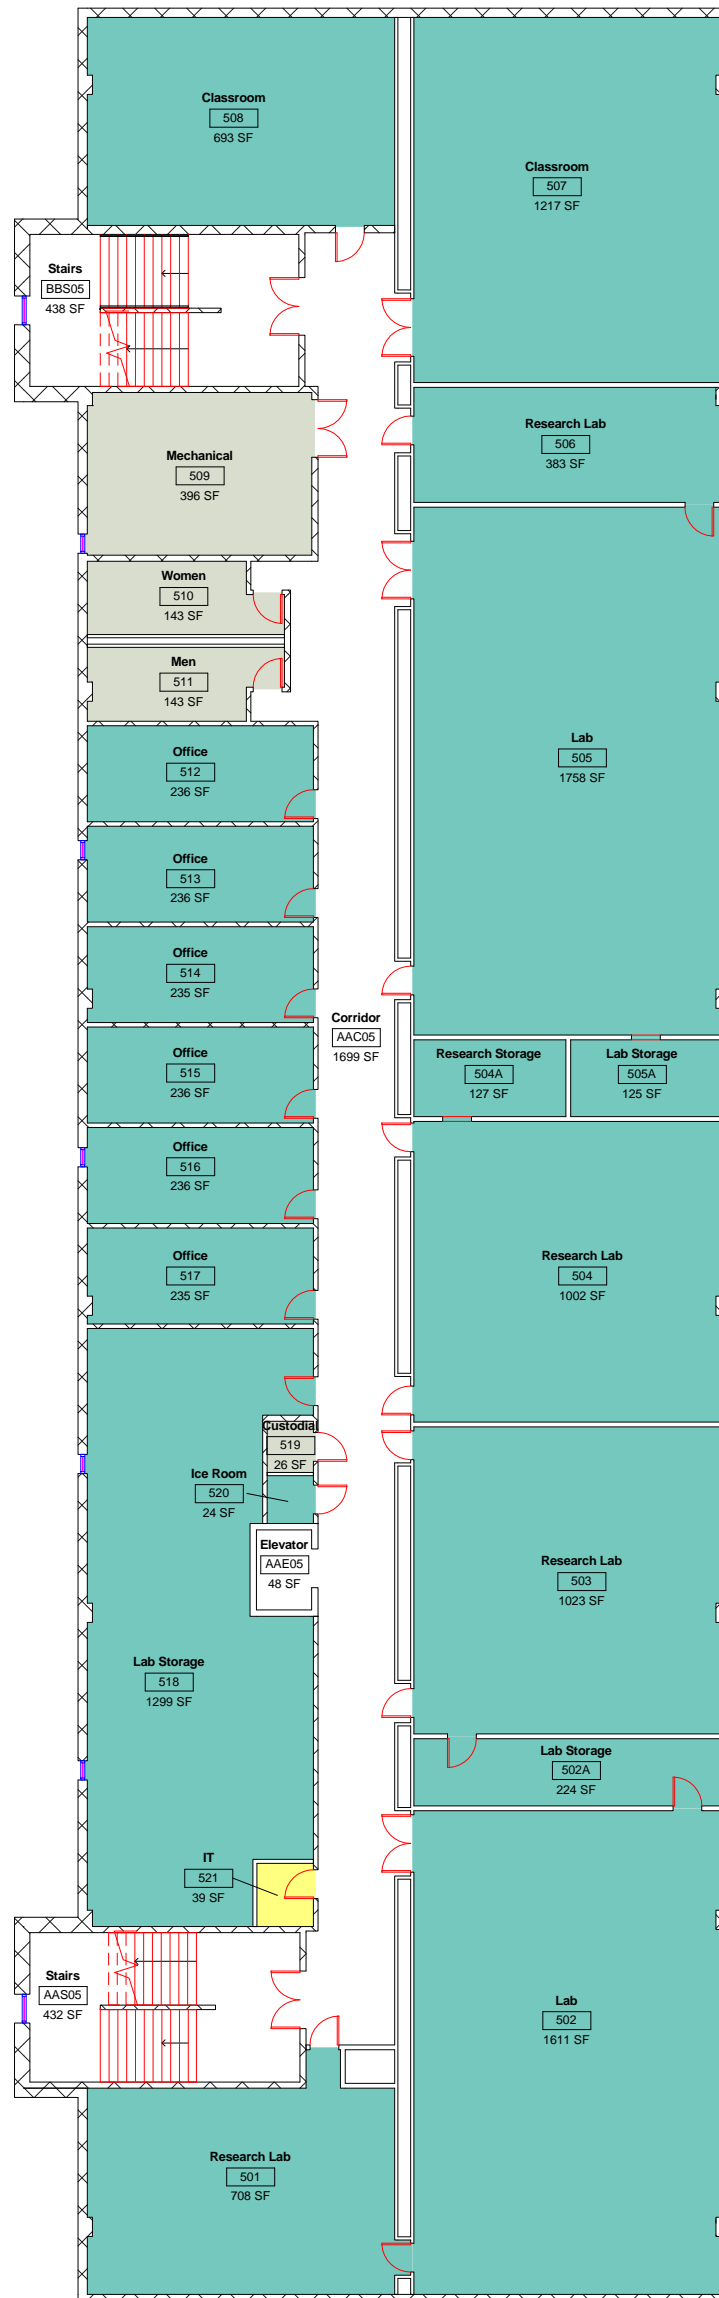 Classroom
508
693 SF
Classroom
507
1217 SF
Stairs
BBS05
438 SF
Research Lab
506
383 SF
Mechanical
509
396 SF
Women
510
143 SF
Men
511
143 SF
Office
512
236 SF
Lab
505
1758 SF
Office
513
236 SF
Office
514
235 SF
Corridor
AAC05
1699 SF
Office
515
236 SF
Research Storage
504A
127 SF
Lab Storage
505A
125 SF
Office
516
236 SF
Office
517
235 SF
Research Lab
504
1002 SF
Custodial
519
26 SF
Ice Room
520
24 SF
Elevator
AAE05
48 SF
Research Lab
503
1023 SF
Lab Storage
518
1299 SF
Lab Storage
502A
224 SF
IT
521
39 SF
Stairs
AAS05
432 SF
Lab
502
1611 SF
Research Lab
501
708 SF